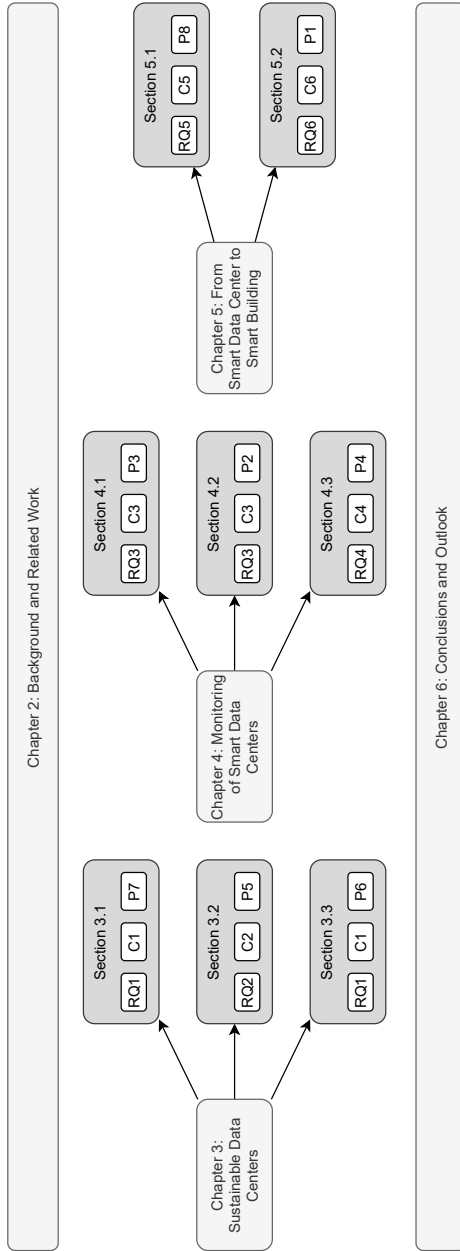 Chapter 2: Background and Related Work
Chapter 3:
Sustainable Data
Centers
Section 3.1
RQ1 C1 P7
Section 3.2
RQ2 C2 P5
Section 3.3
RQ1 C1 P6
Chapter 4: Monitoring
of Smart Data
Centers
Section 4.1
RQ3 C3 P3
Section 4.2
RQ3 C3 P2
Section 4.3
RQ4 C4 P4
Chapter 5: From
Smart Data Center to
Smart Building
Section 5.1
RQ5 C5 P8
Section 5.2
RQ6 C6 P1
Chapter 6: Conclusions and Outlook